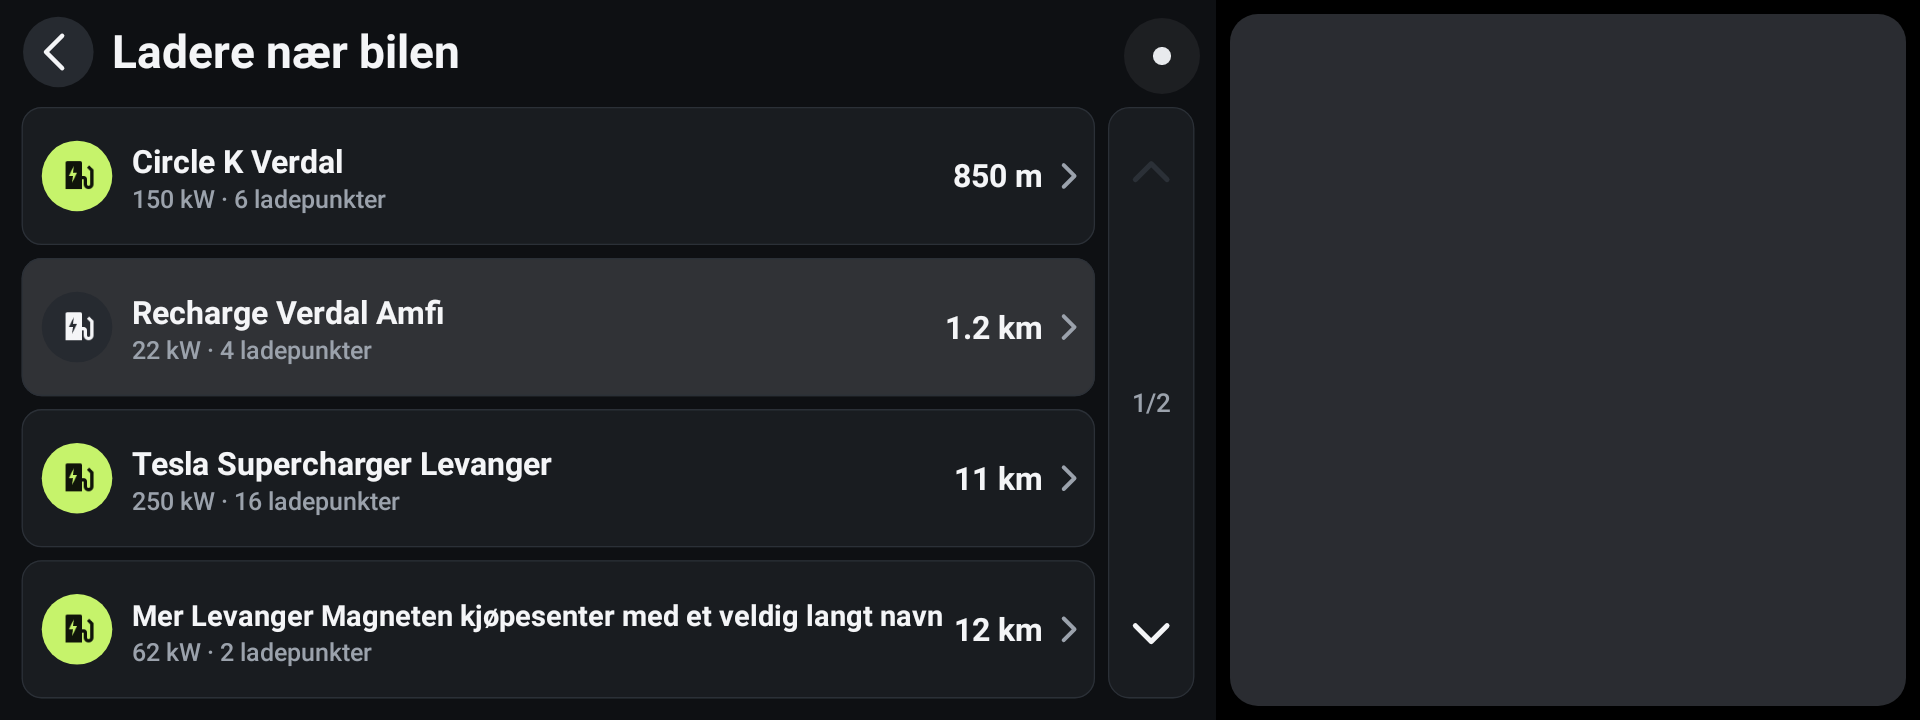 Ladere nær bilen
Circle K Verdal
150 kW · 6 ladepunkter
850 m
Recharge Verdal Amfi
22 kW · 4 ladepunkter
1.2 km
Tesla Supercharger Levanger
250 kW · 16 ladepunkter
11 km
Mer Levanger Magneten kjøpesenter med et veldig langt navn
62 kW · 2 ladepunkter
12 km
1/2